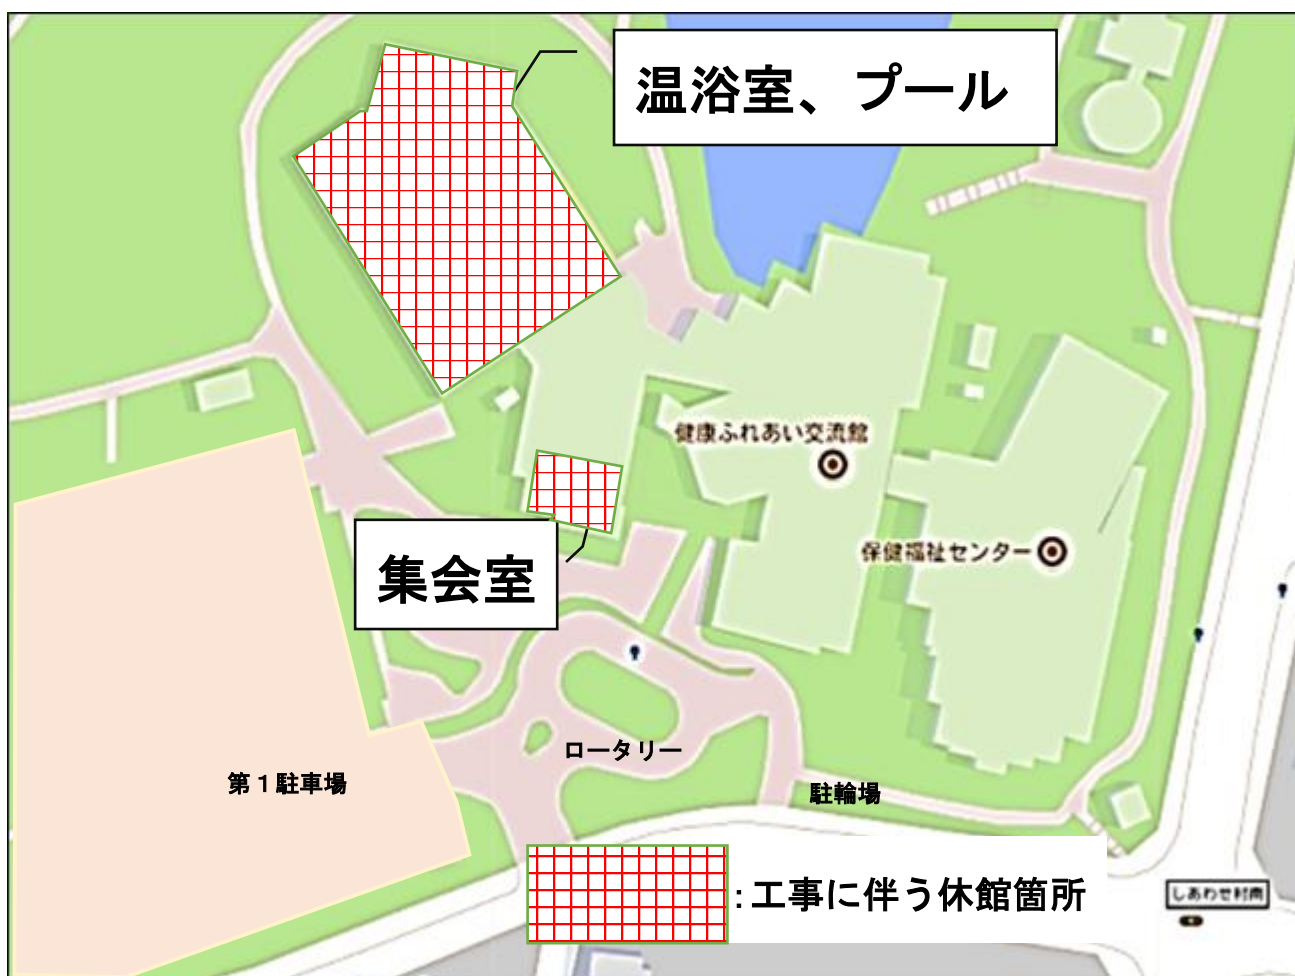 温浴室、プール
健康ふれあい交流館
保健福祉センター
集会室
ロータリー
第１駐車場
駐輪場
：工事に伴う休館箇所
しあわせ村南